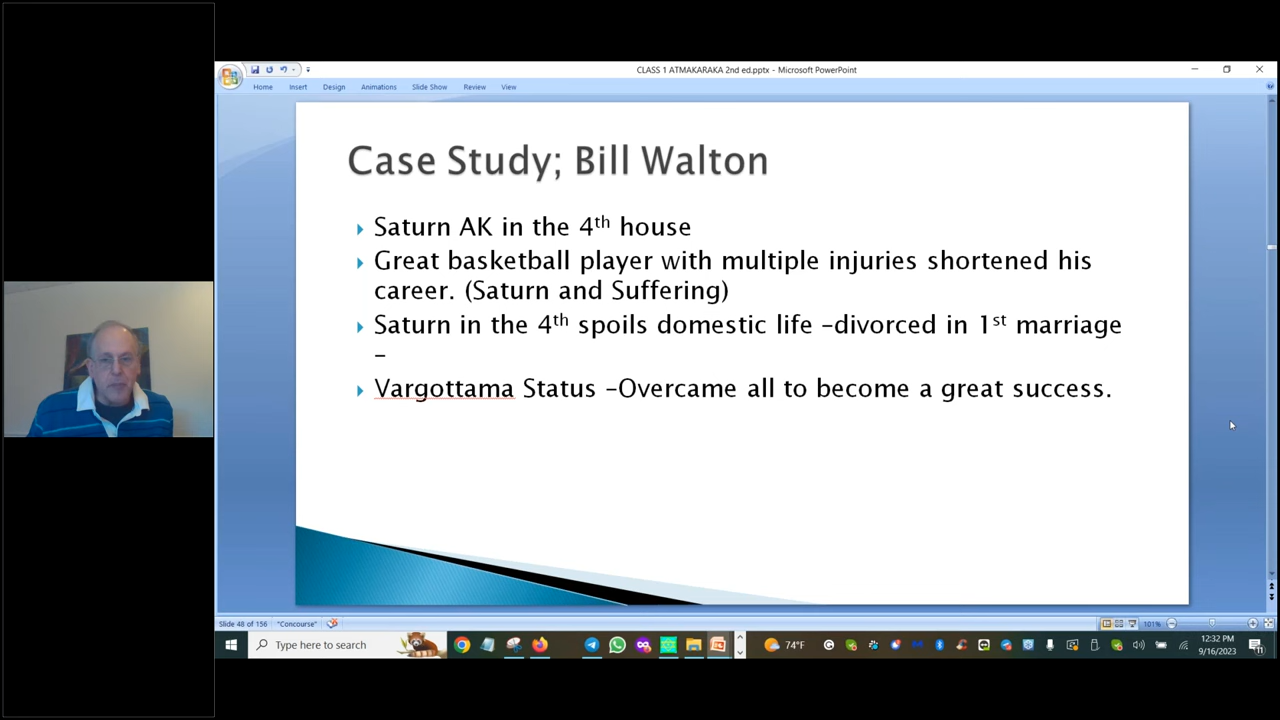 CLASS 1 ATMAKARAKA 2nd ed.pptx - Microsoft PowerPoint
Home Insert Design Animations Slide Show Review View
Case Study; Bill Walton
Saturn AK in the 4th house
Great basketball player with multiple injuries shortened his
career. (Saturn and Suffering)
Saturn in the 4th spoils domestic life –divorced in 1st marriage
–
Vargottama Status –Overcame all to become a great success.
Slide 48 of 156 "Concourse" 101%
Type here to search 74°F 12:32 PM
9/16/2023 11